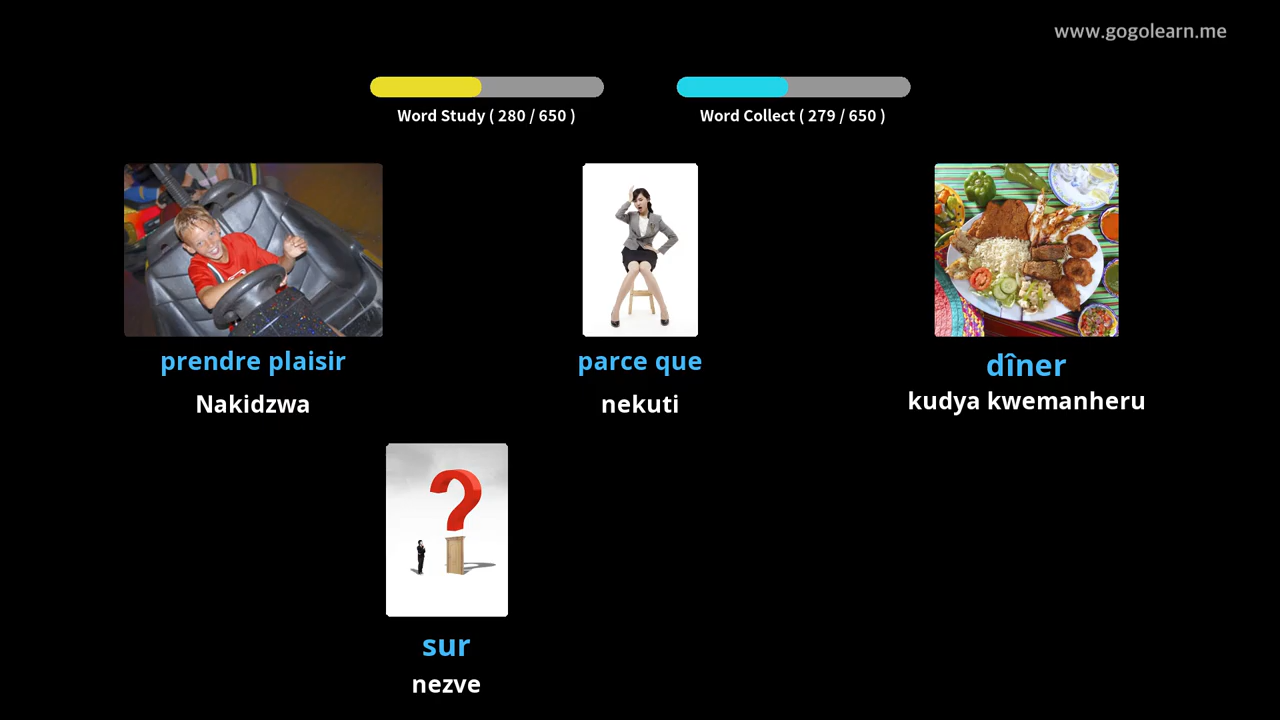 www.gogolearn.me
Word Study ( 280 / 650 )
Word Collect ( 279 / 650 )
prendre plaisir
Nakidzwa
parce que
nekuti
dîner
kudya kwemanheru
sur
nezve